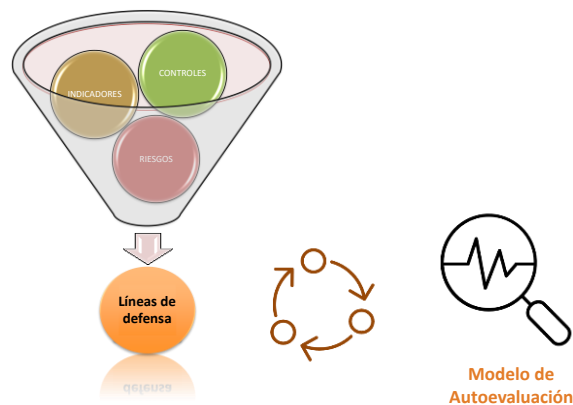 CONTROLES
INDICADORES
RIESGOS
Líneas de
defensa
Modelo de
Autoevaluación